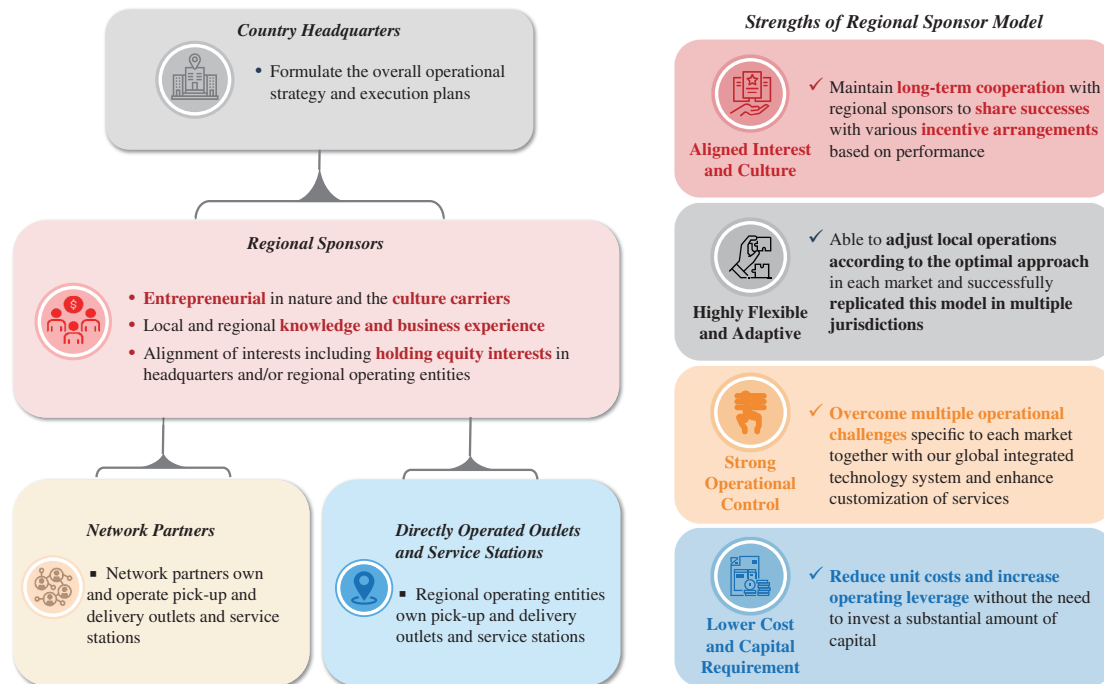 Country Headquarters
• Formulate the overall operational
strategy and execution plans
Regional Sponsors
$
• Entrepreneurial in nature and the culture carriers
• Local and regional knowledge and business experience
• Alignment of interests including holding equity interests in
headquarters and/or regional operating entities
Network Partners
▪ Network partners own
and operate pick-up and
delivery outlets and service
stations
Directly Operated Outlets
and Service Stations
▪ Regional operating entities
own pick-up and delivery
outlets and service stations
Strengths of Regional Sponsor Model
Aligned Interest
and Culture
✓ Maintain long-term cooperation with
regional sponsors to share successes
with various incentive arrangements
based on performance
Highly Flexible
and Adaptive
✓ Able to adjust local operations
according to the optimal approach
in each market and successfully
replicated this model in multiple
jurisdictions
Strong
Operational
Control
✓ Overcome multiple operational
challenges specific to each market
together with our global integrated
technology system and enhance
customization of services
Lower Cost
and Capital
Requirement
✓ Reduce unit costs and increase
operating leverage without the need
to invest a substantial amount of
capital